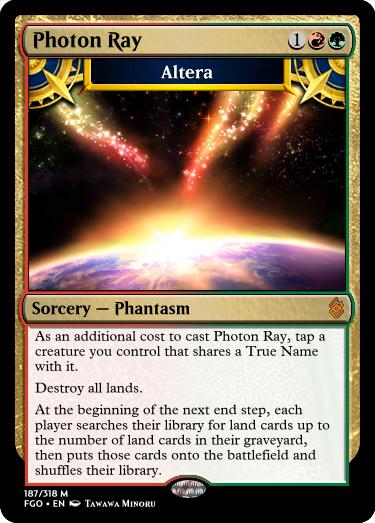 Photon Ray 1
Altera
Sorcery — Phantasm
As an additional cost to cast Photon Ray, tap a
creature you control that shares a True Name
with it.
Destroy all lands.
At the beginning of the next end step, each
player searches their library for land cards up to
the number of land cards in their graveyard,
then puts those cards onto the battlefield and
shuffles their library.
187/318 M
FGO • EN Tawawa Minoru